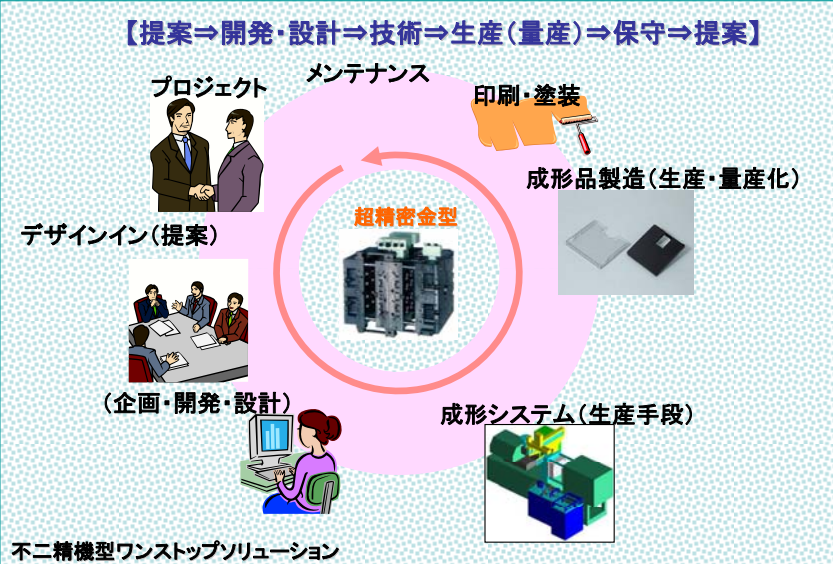 【提案⇒開発・設計⇒技術⇒生産（量産）⇒保守⇒提案】
メンテナンス
プロジェクト
印刷・塗装
成形品製造（生産・量産化）
超精密金型
デザインイン（提案）
（企画・開発・設計）
成形システム（生産手段）
不二精機型ワンストップソリューション